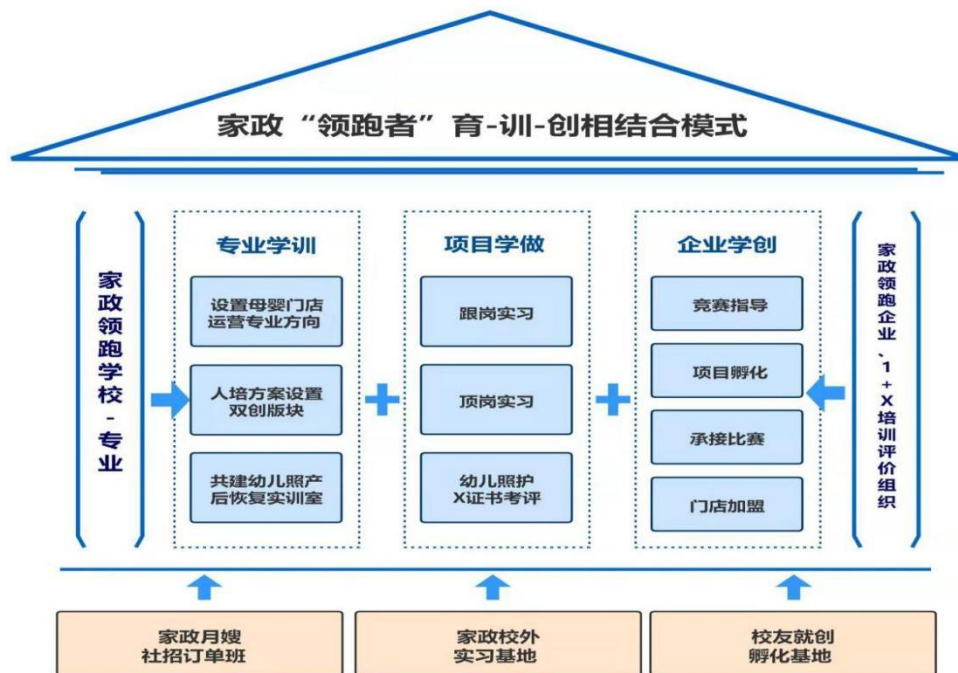 家政“领跑者”育-训-创相结合模式
家政领跑学校-专业
专业学训
设置母婴门店
运营专业方向
人培方案设置
双创版块
共建幼儿照产
后恢复实训室
项目学做
跟岗实习
顶岗实习
幼儿照护
X证书考评
企业学创
竞赛指导
项目孵化
承接比赛
门店加盟
家政领跑企业、1+X培训评价组织
家政月嫂
社招订单班
家政校外
实习基地
校友就创
孵化基地